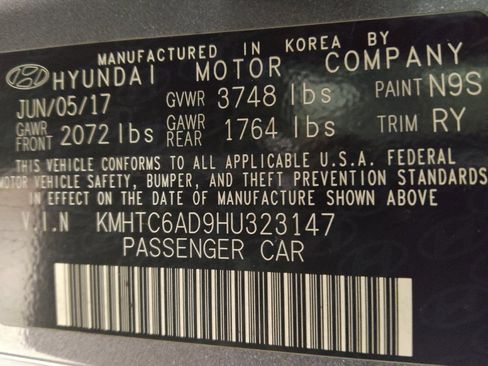 MANUFACTURED IN KOREA BY
HYUNDAI MOTOR COMPANY
JUN/05/17 GVWR 3748 lbs PAINT N9S
GAWR FRONT 2072 lbs GAWR REAR 1764 lbs TRIM RY
THIS VEHICLE CONFORMS TO ALL APPLICABLE U.S.A. FEDERAL
MOTOR VEHICLE SAFETY, BUMPER, AND THEFT PREVENTION STANDARDS
IN EFFECT ON THE DATE OF MANUFACTURE SHOWN ABOVE
V.I.N KMHTC6AD9HU323147
PASSENGER CAR